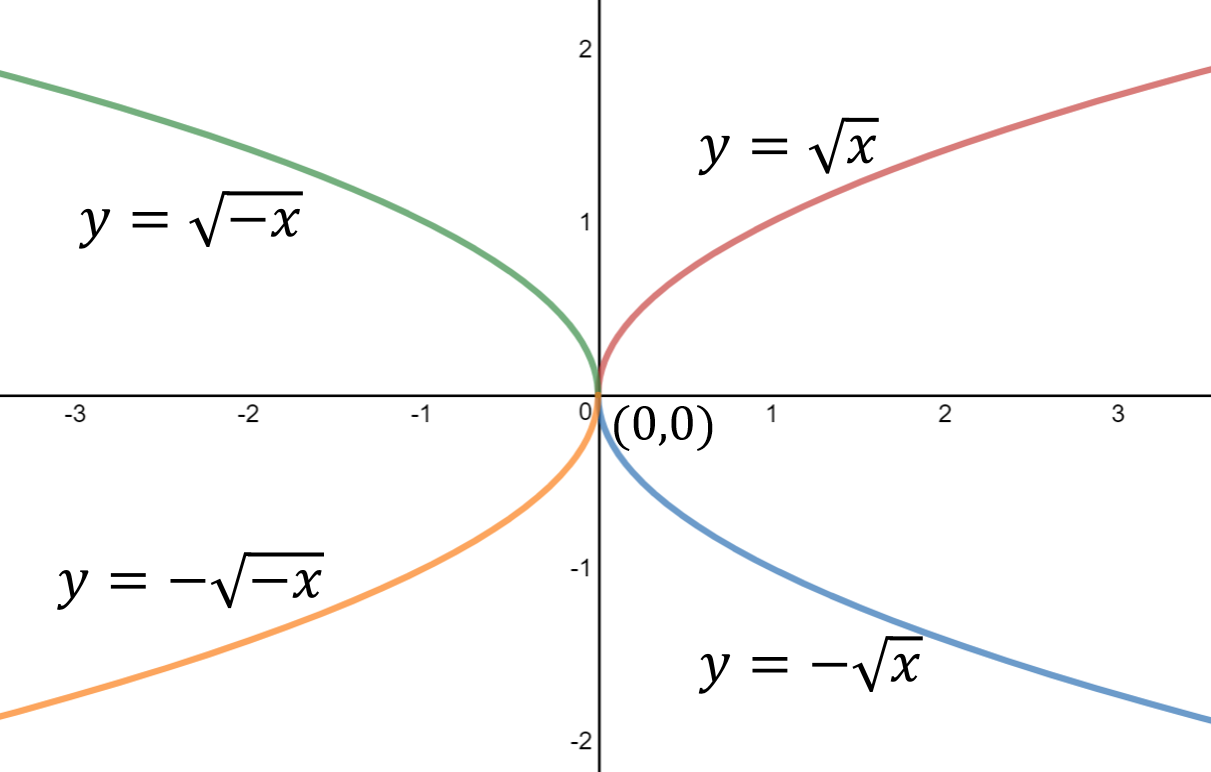 2
y = √x
y = √−x
1
-3 -2 -1 0 1 2 3
(0,0)
-1
y = −√−x
y = −√x
-2